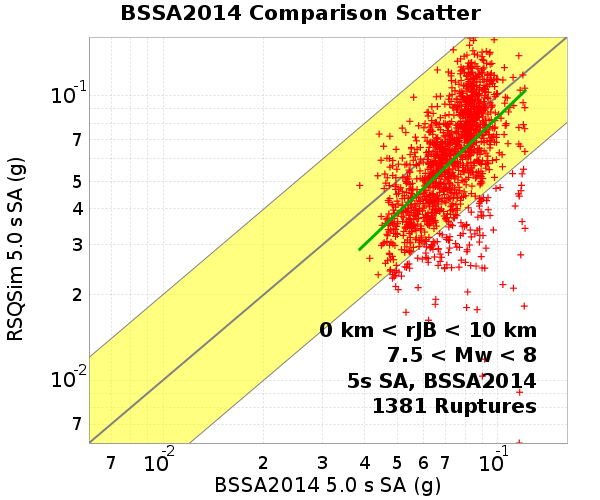 BSSA2014 Comparison Scatter
RSQSim 5.0 s SA (g)
10-1
7
5
4
3
2
10-2
7
0 km < rJB < 10 km
7.5 < Mw < 8
5s SA, BSSA2014
1381 Ruptures
7 10-2 2 3 4 5 6 7 10-1
BSSA2014 5.0 s SA (g)